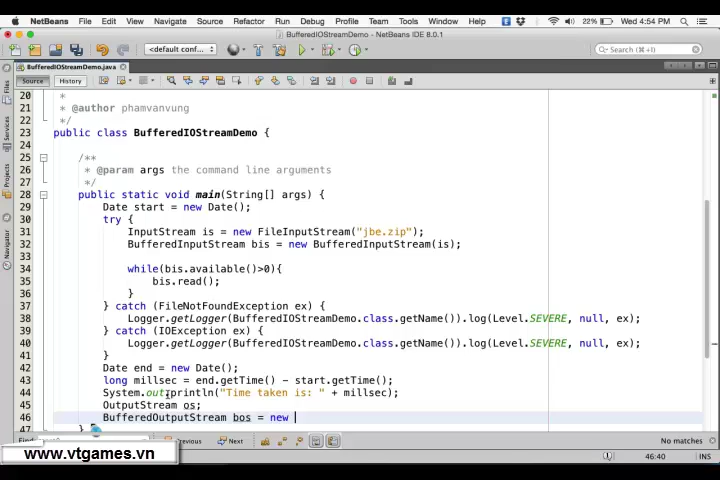 NetBeans File Edit View Navigate Source Refactor Run Debug Profile Team Tools Window Help 22% Wed 4:54 PM
BufferedIOStreamDemo - NetBeans IDE 8.0.1
<default conf... Search (⌘+I)
BufferedIOStreamDemo.java
Source History
Files
Services
Projects
Navigator
20 *
21 * @author phamvanvung
22 */
23 public class BufferedIOStreamDemo {
24
25 /**
26 * @param args the command line arguments
27 */
28 public static void main(String[] args) {
29 Date start = new Date();
30 try {
31 InputStream is = new FileInputStream("jbe.zip");
32 BufferedInputStream bis = new BufferedInputStream(is);
33
34 while(bis.available()>0){
35 bis.read();
36 }
37 } catch (FileNotFoundException ex) {
38 Logger.getLogger(BufferedIOStreamDemo.class.getName()).log(Level.SEVERE, null, ex);
39 } catch (IOException ex) {
40 Logger.getLogger(BufferedIOStreamDemo.class.getName()).log(Level.SEVERE, null, ex);
41 }
42 Date end = new Date();
43 long millsec = end.getTime() - start.getTime();
44 System.out.println("Time taken is: " + millsec);
45 OutputStream os;
46 BufferedOutputStream bos = new
47 }
Previous Next No matches
www.vtgames.vn
46:40 INS